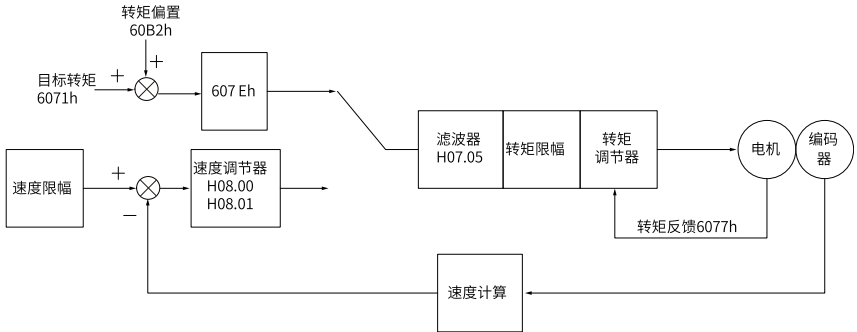 转矩偏置
60B2h
+
目标转矩
6071h
+
607 Eh
滤波器
H07.05
转矩限幅
转矩
调节器
电机
编码
器
速度限幅
+
−
速度调节器
H08.00
H08.01
转矩反馈6077h
速度计算